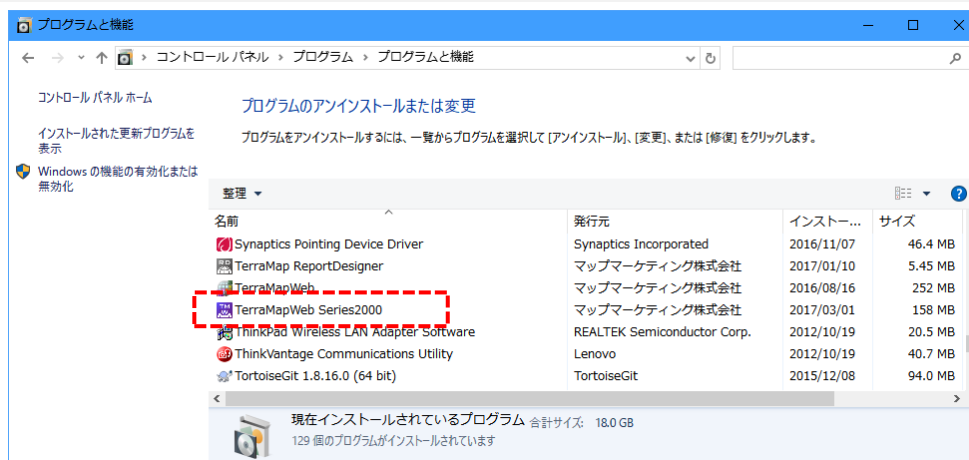 プログラムと機能
コントロール パネル › プログラム › プログラムと機能
コントロール パネル ホーム
インストールされた更新プログラムを
表示
Windows の機能の有効化または
無効化
プログラムのアンインストールまたは変更
プログラムをアンインストールするには、一覧からプログラムを選択して [アンインストール]、[変更]、または [修復] をクリックします。
整理
名前 発行元 インストー... サイズ
Synaptics Pointing Device Driver Synaptics Incorporated 2016/11/07 46.4 MB
TerraMap ReportDesigner マップマーケティング株式会社 2017/01/10 5.45 MB
TerraMapWeb マップマーケティング株式会社 2016/08/16 252 MB
TerraMapWeb Series2000 マップマーケティング株式会社 2017/03/01 158 MB
ThinkPad Wireless LAN Adapter Software REALTEK Semiconductor Corp. 2012/10/19 20.5 MB
ThinkVantage Communications Utility Lenovo 2012/10/19 40.7 MB
TortoiseGit 1.8.16.0 (64 bit) TortoiseGit 2015/12/08 94.0 MB
現在インストールされているプログラム 合計サイズ: 18.0 GB
129 個のプログラムがインストールされています